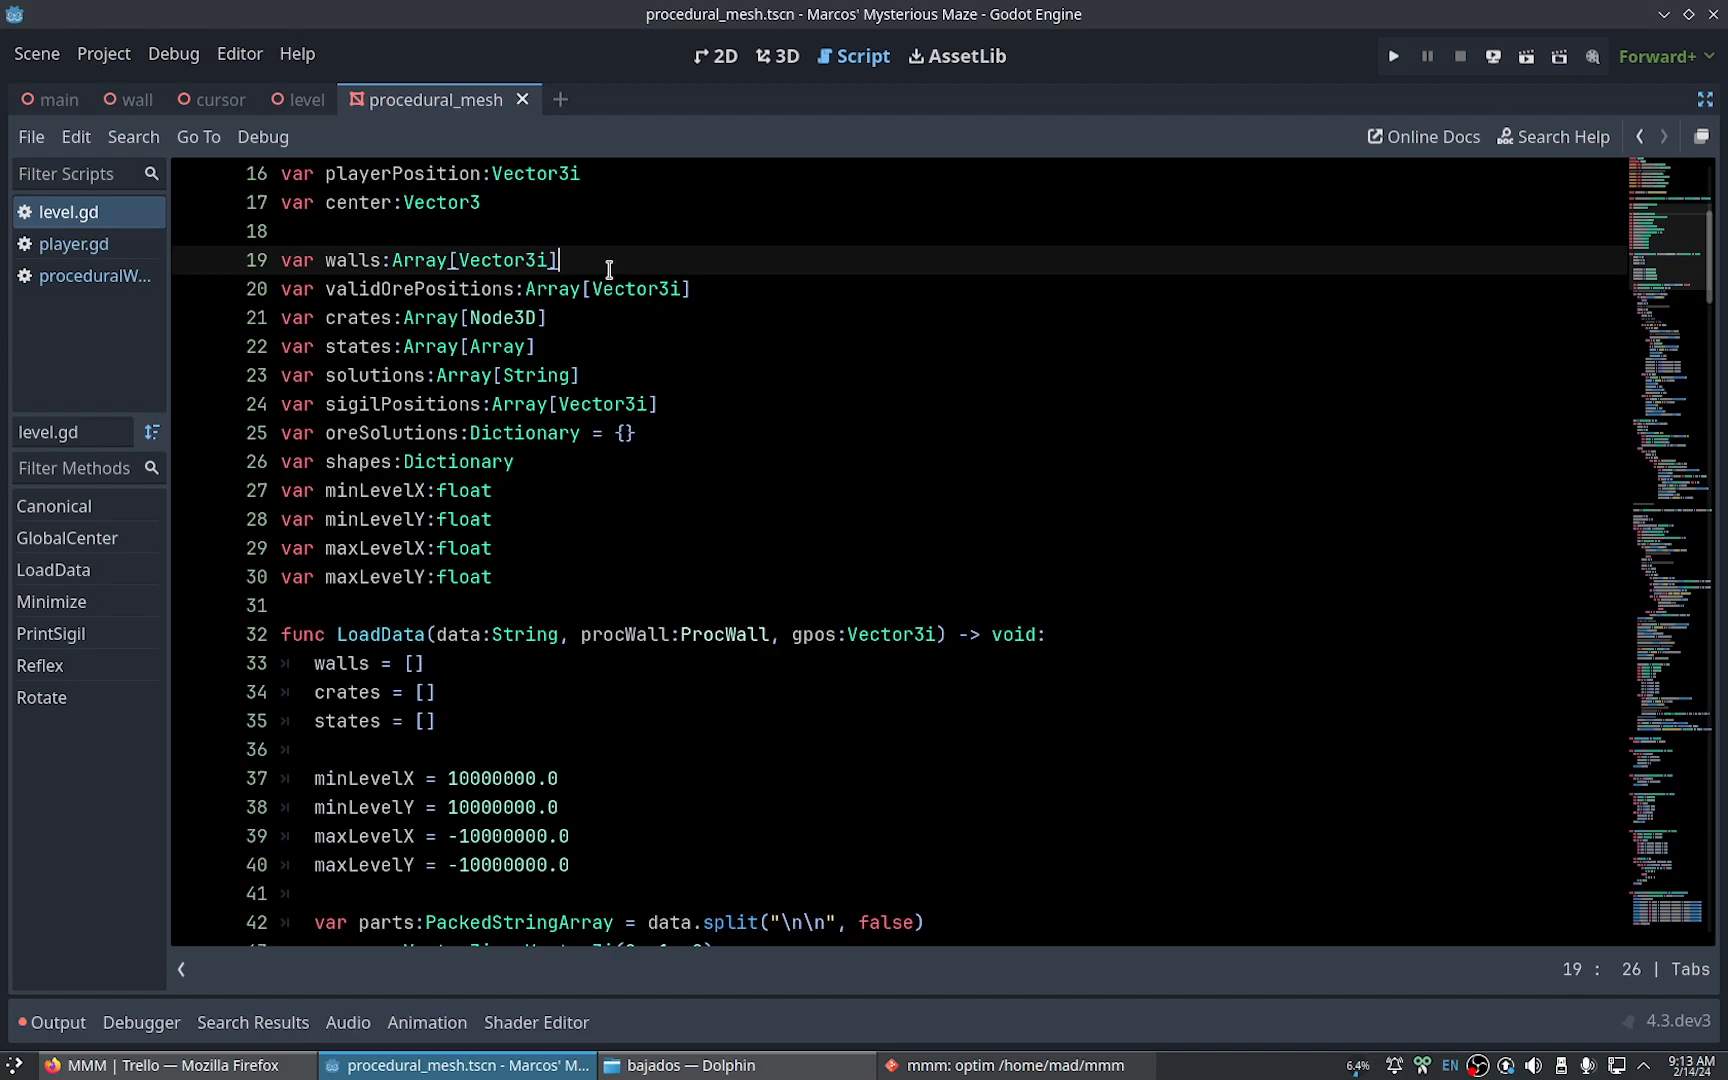 procedural_mesh.tscn - Marcos' Mysterious Maze - Godot Engine
Scene Project Debug Editor Help 2D 3D Script AssetLib Forward+
main wall cursor level procedural_mesh
File Edit Search Go To Debug Online Docs Search Help
Filter Scripts
level.gd
player.gd
proceduralW...
level.gd
Filter Methods
Canonical
GlobalCenter
LoadData
Minimize
PrintSigil
Reflex
Rotate
16 var playerPosition:Vector3i
17 var center:Vector3
18
19 var walls:Array[Vector3i]
20 var validOrePositions:Array[Vector3i]
21 var crates:Array[Node3D]
22 var states:Array[Array]
23 var solutions:Array[String]
24 var sigilPositions:Array[Vector3i]
25 var oreSolutions:Dictionary = {}
26 var shapes:Dictionary
27 var minLevelX:float
28 var minLevelY:float
29 var maxLevelX:float
30 var maxLevelY:float
31
32 func LoadData(data:String, procWall:ProcWall, gpos:Vector3i) -> void:
33 walls = []
34 crates = []
35 states = []
36
37 minLevelX = 10000000.0
38 minLevelY = 10000000.0
39 maxLevelX = -10000000.0
40 maxLevelY = -10000000.0
41
42 var parts:PackedStringArray = data.split("\n\n", false)
19 : 26 | Tabs
Output Debugger Search Results Audio Animation Shader Editor 4.3.dev3
MMM | Trello — Mozilla Firefox procedural_mesh.tscn - Marcos' M... bajados — Dolphin mmm: optim /home/mad/mmm 6.4% EN 9:13 AM
2/14/24